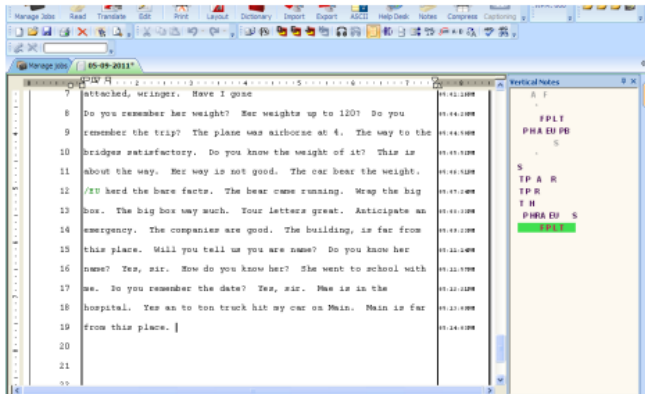 Manage Jobs Read Translate Edit Print Layout Dictionary Import Export ASCII Help Desk Notes Compress Captioning
Manage Jobs 05-09-2011*
7 attached, wringer. Have I gone
8 Do you remember her weight? Her weights up to 120? Do you
9 remember the trip? The plane was airborne at 4. The way to the
10 bridges satisfactory. Do you know the weight of it? This is
11 about the way. Her way is not good. The car bear the weight.
12 /EU herd the bare facts. The bear came running. Wrap the big
13 box. The big box way much. Your letters great. Anticipate an
14 emergency. The companies are good. The building, is far from
15 this place. Will you tell us you are name? Do you know her
16 name? Yes, sir. How do you know her? She went to school with
17 me. Do you remember the date? Yes, sir. Mae is in the
18 hospital. Yes an to ton truck hit my car on Main. Main is far
19 from this place.
20
21
22
Vertical Notes
A F
FPLT
PHA EU PB
S
S
TP A R
TP R
T H
PHRA EU S
FPLT